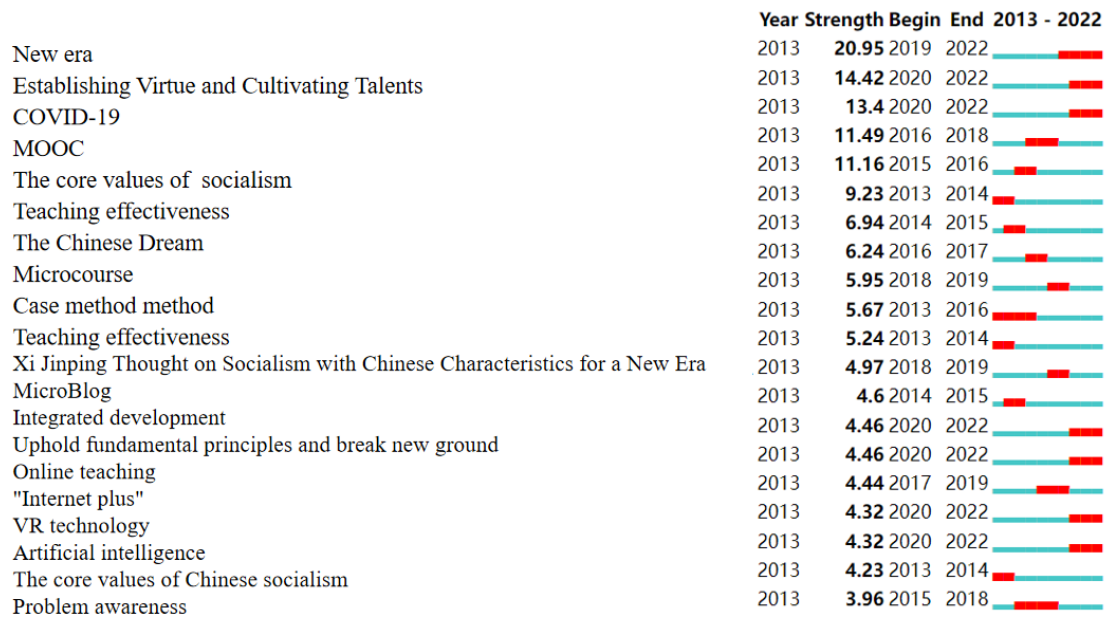 Year Strength Begin End 2013 - 2022
New era 2013 20.95 2019 2022
Establishing Virtue and Cultivating Talents 2013 14.42 2020 2022
COVID-19 2013 13.4 2020 2022
MOOC 2013 11.49 2016 2018
The core values of socialism 2013 11.16 2015 2016
Teaching effectiveness 2013 9.23 2013 2014
The Chinese Dream 2013 6.94 2014 2015
Microcourse 2013 6.24 2016 2017
Case method method 2013 5.95 2018 2019
Teaching effectiveness 2013 5.67 2013 2016
Xi Jinping Thought on Socialism with Chinese Characteristics for a New Era 2013 5.24 2013 2014
MicroBlog 2013 4.97 2018 2019
Integrated development 2013 4.6 2014 2015
Uphold fundamental principles and break new ground 2013 4.46 2020 2022
Online teaching 2013 4.46 2020 2022
"Internet plus" 2013 4.44 2017 2019
VR technology 2013 4.32 2020 2022
Artificial intelligence 2013 4.32 2020 2022
The core values of Chinese socialism 2013 4.23 2013 2014
Problem awareness 2013 3.96 2015 2018